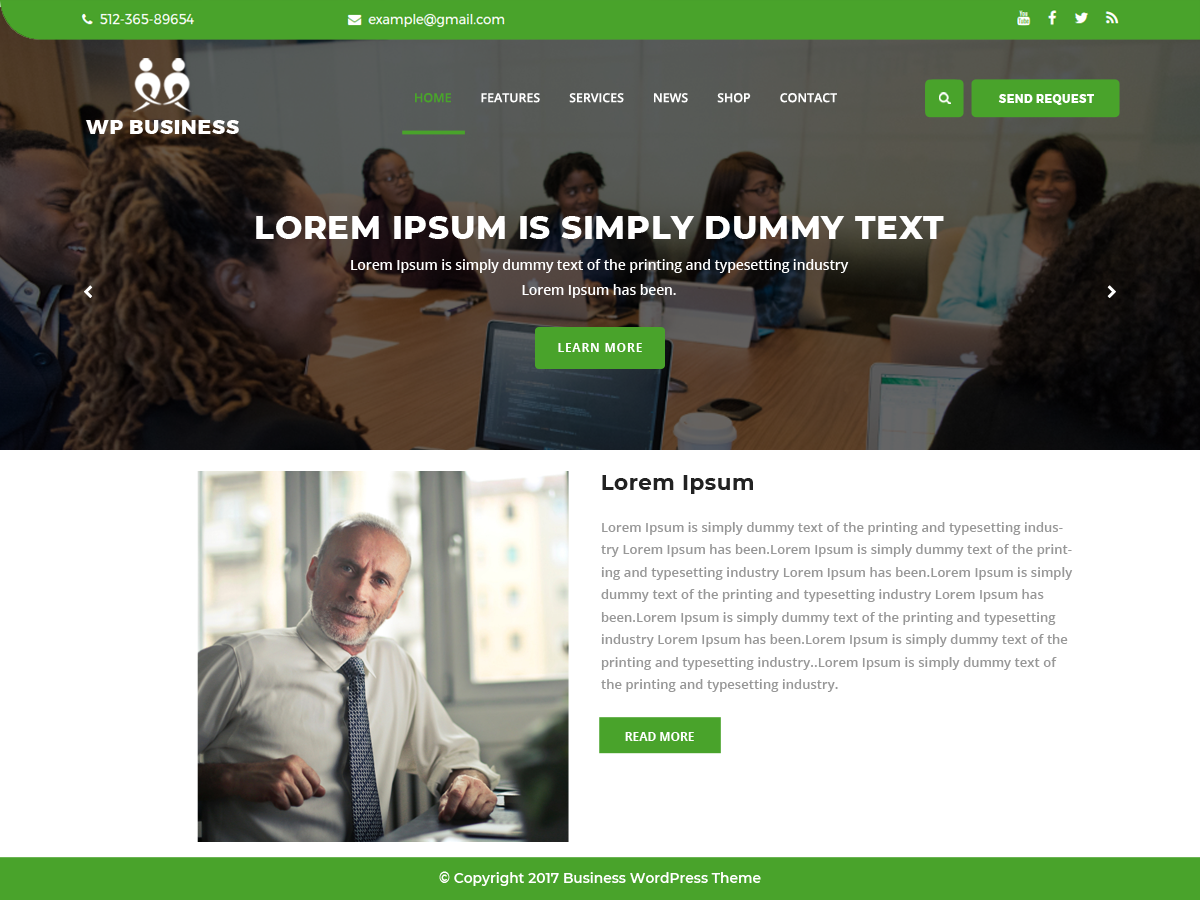 512-365-89654
example@gmail.com
You Tube
WP BUSINESS
HOME FEATURES SERVICES NEWS SHOP CONTACT
SEND REQUEST
LOREM IPSUM IS SIMPLY DUMMY TEXT
Lorem Ipsum is simply dummy text of the printing and typesetting industry
Lorem Ipsum has been.
LEARN MORE
Lorem Ipsum
Lorem Ipsum is simply dummy text of the printing and typesetting indus-
try Lorem Ipsum has been.Lorem Ipsum is simply dummy text of the print-
ing and typesetting industry Lorem Ipsum has been.Lorem Ipsum is simply
dummy text of the printing and typesetting industry Lorem Ipsum has
been.Lorem Ipsum is simply dummy text of the printing and typesetting
industry Lorem Ipsum has been.Lorem Ipsum is simply dummy text of the
printing and typesetting industry..Lorem Ipsum is simply dummy text of
the printing and typesetting industry.
READ MORE
© Copyright 2017 Business WordPress Theme